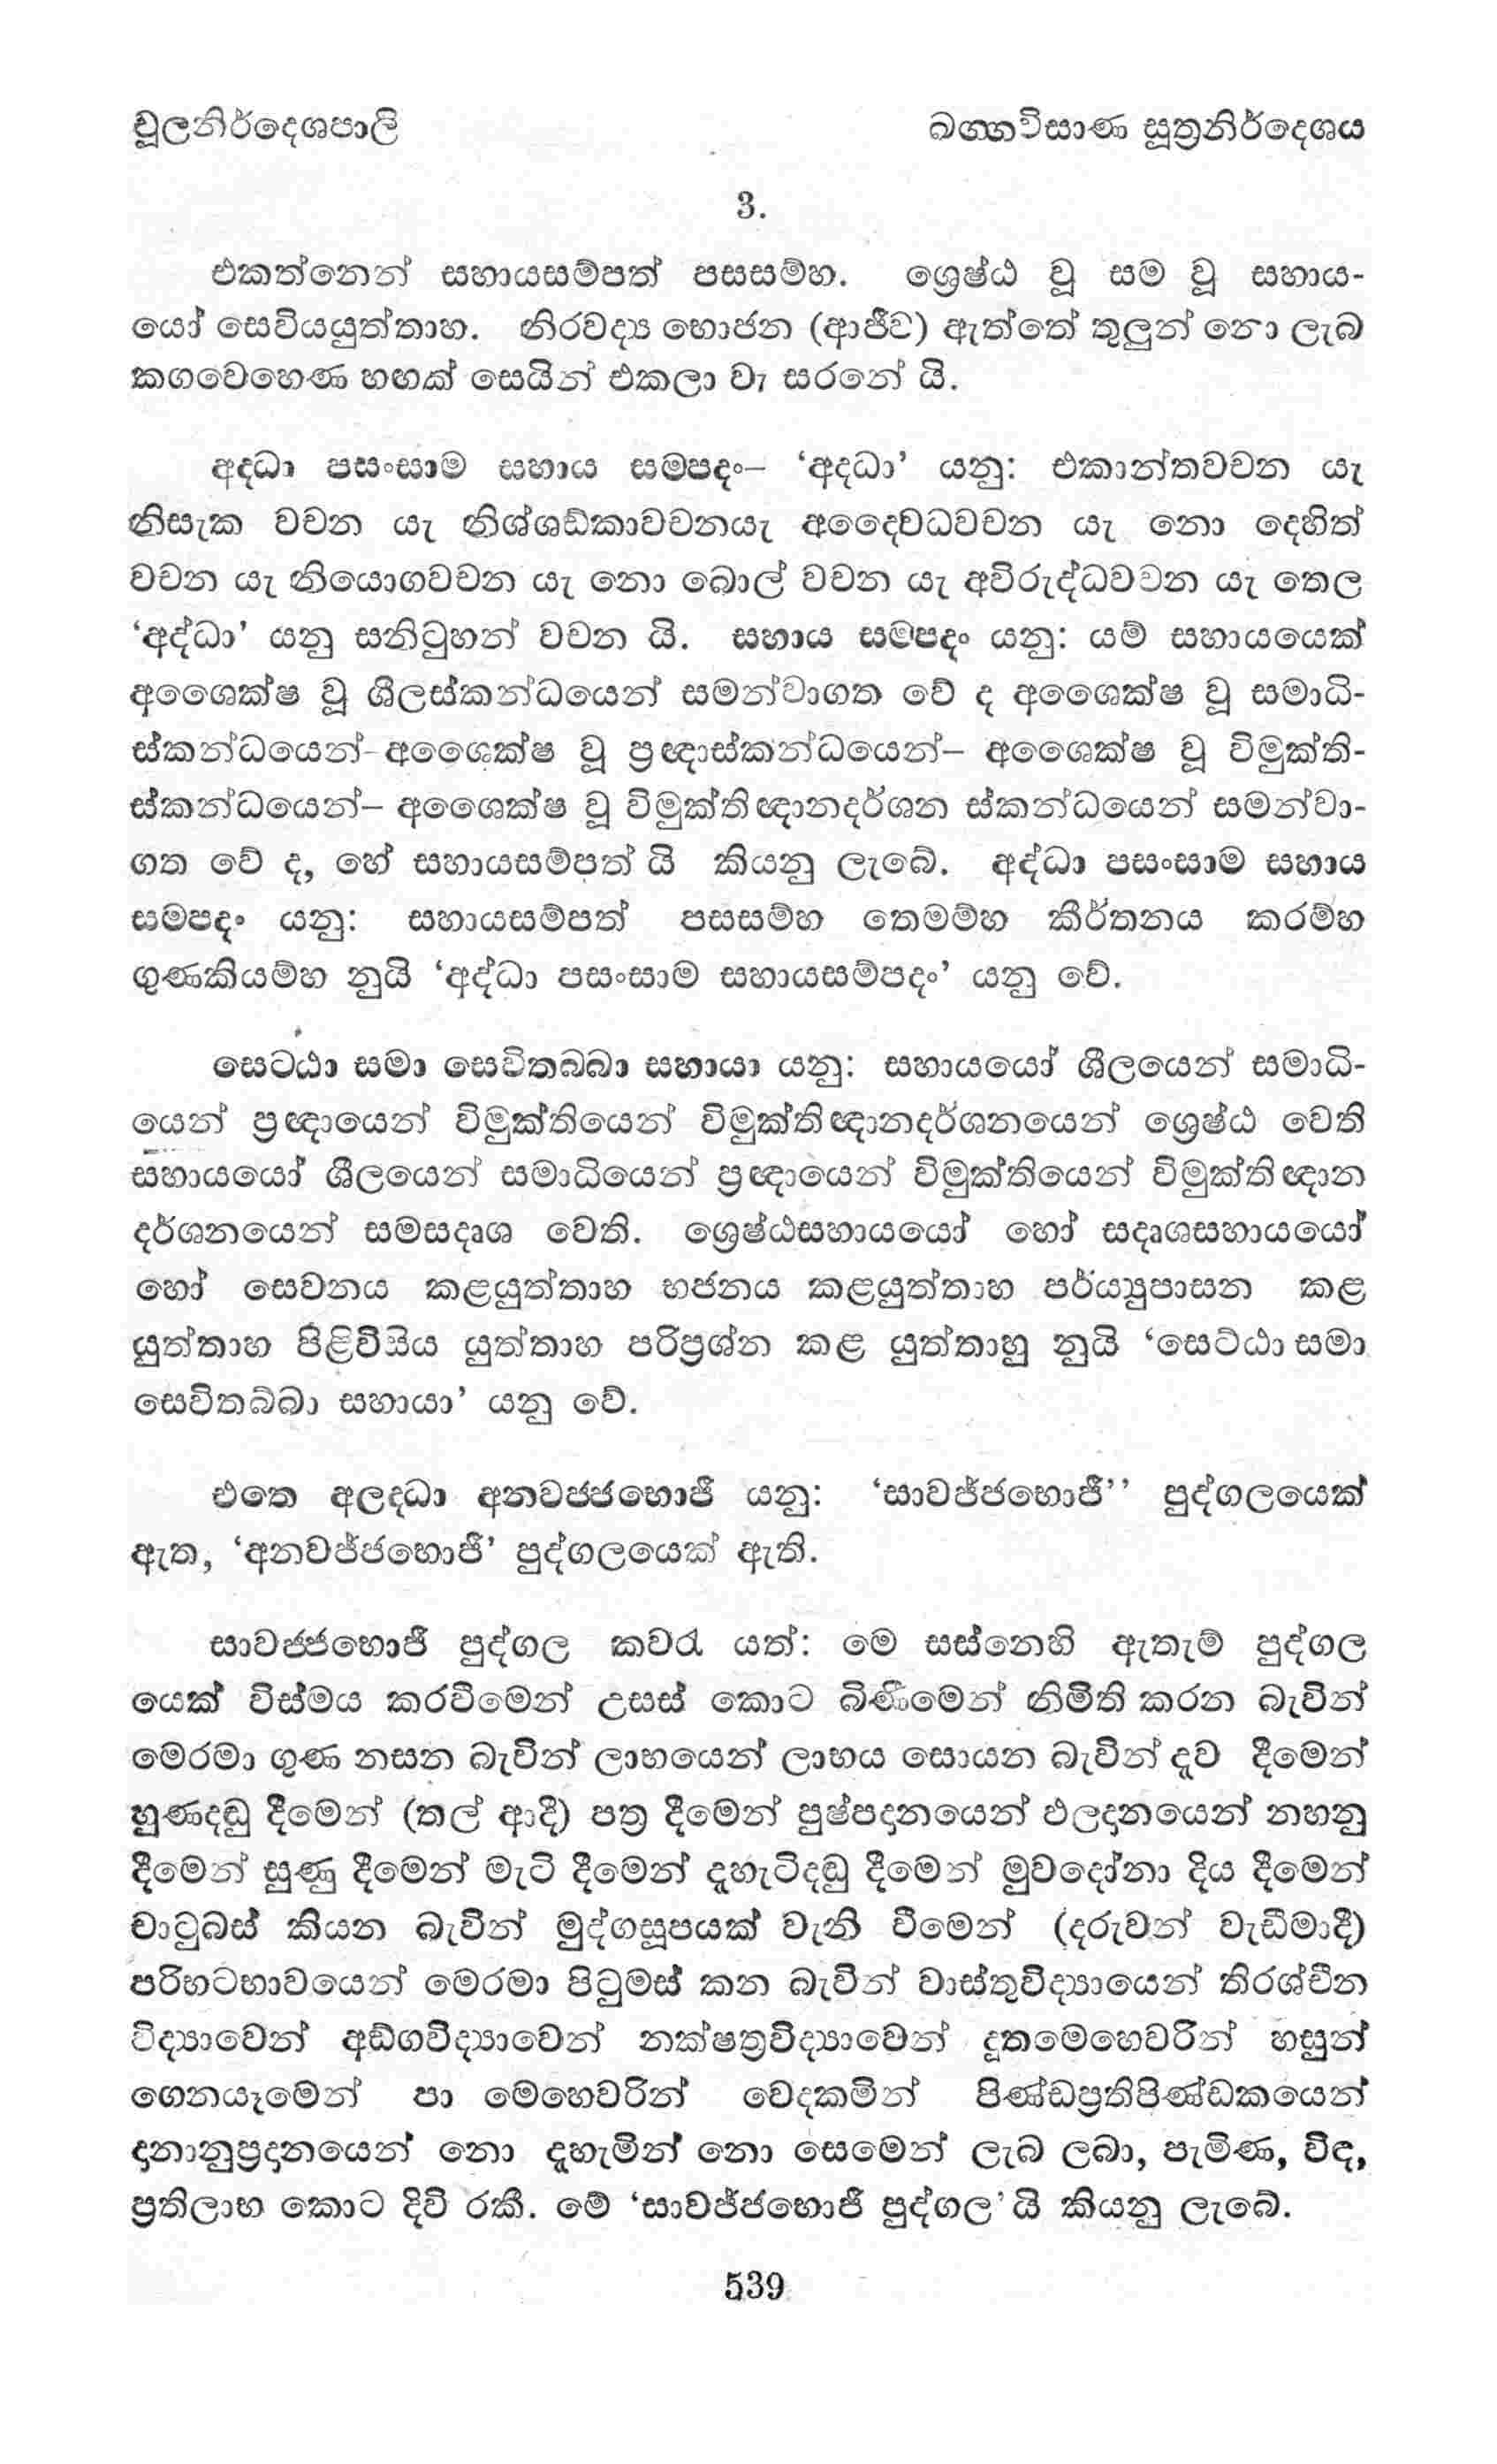 චූලනිර්දෙශපාලි
ඛග්ගවිසාණ සූත්‍රනිර්දෙශය
3.
එකත්නෙන් සහායසම්පත් පසසම්හ. ශ්‍රෙෂ්ඨ වූ සම වූ සහාය-
යෝ සෙවියයුත්තාහ. නිරවද්‍ය භොජන (ආජීව) ඇත්තේ තුලුන් නො ලැබ
කගවෙහෙණ හඟක් සෙයින් එකලා වැ සරනේ යි.
අද්ධා පසංසාම සහාය සම්පදං– ‘අද්ධා’ යනු: එකාන්තවචන යැ
නිසැක වචන යැ නිශ්ශඞ්කාවචනයැ අද්වෛධවචන යැ නො දෙහිත්
වචන යැ නියොගවචන යැ නො බොල් වචන යැ අවිරුද්ධවචන යැ තෙල
‘අද්ධා’ යනු සනිටුහන් වචන යි. සහාය සම්පදං යනු: යම් සහායයෙක්
අශෛක්ෂ වූ ශීලස්කන්ධයෙන් සමන්වාගත වේ ද අශෛක්ෂ වූ සමාධි-
ස්කන්ධයෙන්-අශෛක්ෂ වූ ප්‍රඥාස්කන්ධයෙන්– අශෛක්ෂ වූ විමුක්ති-
ස්කන්ධයෙන්– අශෛක්ෂ වූ විමුක්තිඥානදර්ශන ස්කන්ධයෙන් සමන්වා-
ගත වේ ද, හේ සහායසම්පත් යි කියනු ලැබේ. අද්ධා පසංසාම සහාය
සම්පදං යනු: සහායසම්පත් පසසම්හ තෙමම්හ කීර්තනය කරම්හ
ගුණකියම්හ නුයි ‘අද්ධා පසංසාම සහායසම්පදං’ යනු වේ.
සෙට්ඨා සමා සෙවිතබ්බා සහායා යනු: සහායයෝ ශීලයෙන් සමාධි-
යෙන් ප්‍රඥායෙන් විමුක්තියෙන් විමුක්තිඥානදර්ශනයෙන් ශ්‍රෙෂ්ඨ වෙති
සහායයෝ ශීලයෙන් සමාධියෙන් ප්‍රඥායෙන් විමුක්තියෙන් විමුක්තිඥාන
දර්ශනයෙන් සමසදෘශ වෙති. ශ්‍රෙෂ්ඨසහායයෝ හෝ සදෘශසහායයෝ
හෝ සෙවනය කළයුත්තාහ භජනය කළයුත්තාහ පර්ය්‍යුපාසන කළ
යුත්තාහ පිළිවිසිය යුත්තාහ පරිප්‍රශ්න කළ යුත්තාහු නුයි ‘සෙට්ඨා සමා
සෙවිතබ්බා සහායා’ යනු වේ.
එතෙ අලද්ධා අනවජ්ජභොජී යනු: ‘සාවජ්ජභොජී’’ පුද්ගලයෙක්
ඇත, ‘අනවජ්ජභොජී’ පුද්ගලයෙක් ඇති.
සාවජ්ජභොජී පුද්ගල කවරැ යත්: මෙ සස්නෙහි ඇතැම් පුද්ගල
යෙක් විස්මය කරවීමෙන් උසස් කොට බිණීමෙන් නිමිති කරන බැවින්
මෙරමා ගුණ නසන බැවින් ලාභයෙන් ලාභය සොයන බැවින් දැව දීමෙන්
හුණදඬු දීමෙන් (තල් ආදී) පත්‍ර දීමෙන් පුෂ්පදානයෙන් ඵලදානයෙන් නහනු
දීමෙන් සුණු දීමෙන් මැටි දීමෙන් දැහැටිදඬු දීමෙන් මුවදෝනා දිය දීමෙන්
චාටුබස් කියන බැවින් මුද්ගසූපයක් වැනි වීමෙන් (දරුවන් වැඩීමාදී)
පරිභටභාවයෙන් මෙරමා පිටුමස් කන බැවින් වාස්තුවිද්‍යායෙන් තිරශ්චීන
විද්‍යාවෙන් අඞ්ගවිද්‍යාවෙන් නක්ෂත්‍රවිද්‍යාවෙන් දූතමෙහෙවරින් හසුන්
ගෙනයෑමෙන් පා මෙහෙවරින් වෙදකමින් පිණ්ඩප්‍රතිපිණ්ඩකයෙන්
දානානුප්‍රදානයෙන් නො දැහැමින් නො සෙමෙන් ලැබ ලබා, පැමිණ, විඳ,
ප්‍රතිලාභ කොට දිවි රකී. මේ ‘සාවජ්ජභොජී පුද්ගල’ යි කියනු ලැබේ.
539